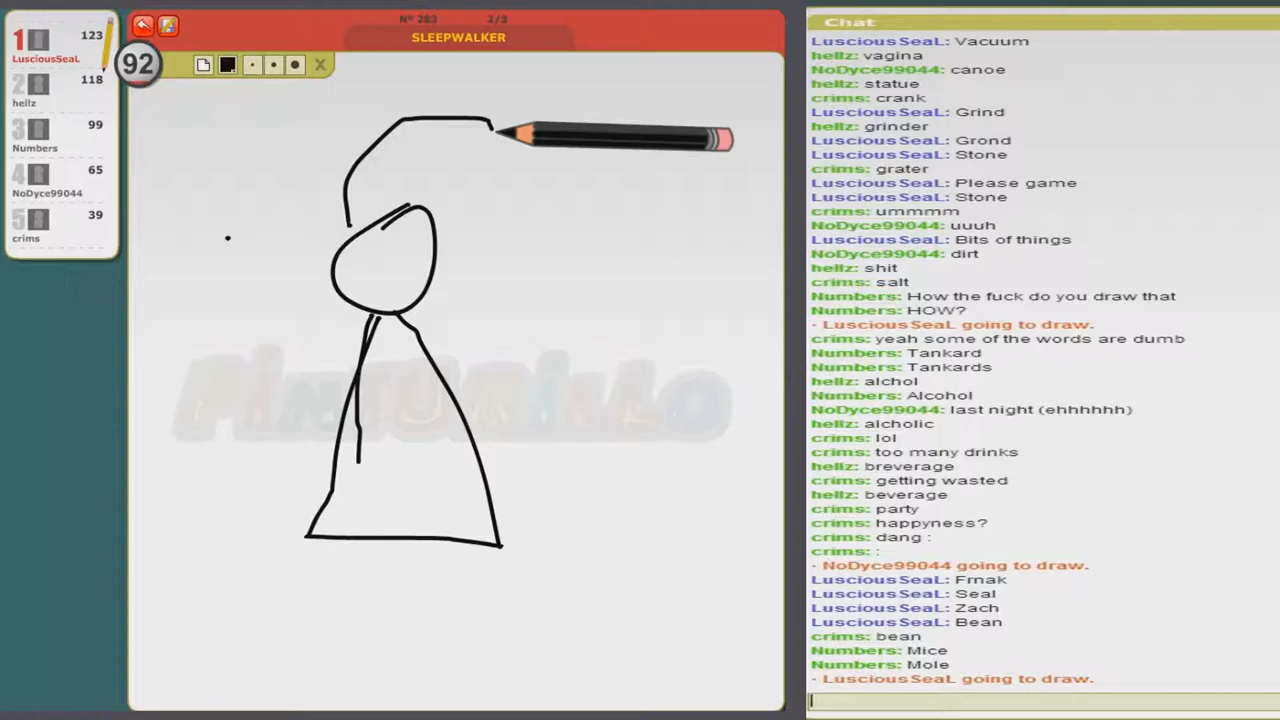 Nº 283 2/3
SLEEPWALKER
92
1 123
LusciousSeaL
2 118
hellz
3 99
Numbers
4 65
NoDyce99044
5 39
crims
Chat
LusciousSeaL: Vacuum
hellz: vagina
NoDyce99044: canoe
hellz: statue
crims: crank
LusciousSeaL: Grind
hellz: grinder
LusciousSeaL: Grond
LusciousSeaL: Stone
crims: grater
LusciousSeaL: Please game
LusciousSeaL: Stone
crims: ummmm
NoDyce99044: uuuh
LusciousSeaL: Bits of things
NoDyce99044: dirt
hellz: shit
crims: salt
Numbers: How the fuck do you draw that
Numbers: HOW?
· LusciousSeaL going to draw.
crims: yeah some of the words are dumb
Numbers: Tankard
Numbers: Tankards
hellz: alchol
Numbers: Alcohol
NoDyce99044: last night (ehhhhhh)
hellz: alcholic
crims: lol
crims: too many drinks
hellz: breverage
crims: getting wasted
hellz: beverage
crims: party
crims: happyness?
crims: dang :
crims: :
· NoDyce99044 going to draw.
LusciousSeaL: Frnak
LusciousSeaL: Seal
LusciousSeaL: Zach
LusciousSeaL: Bean
crims: bean
Numbers: Mice
Numbers: Mole
· LusciousSeaL going to draw.